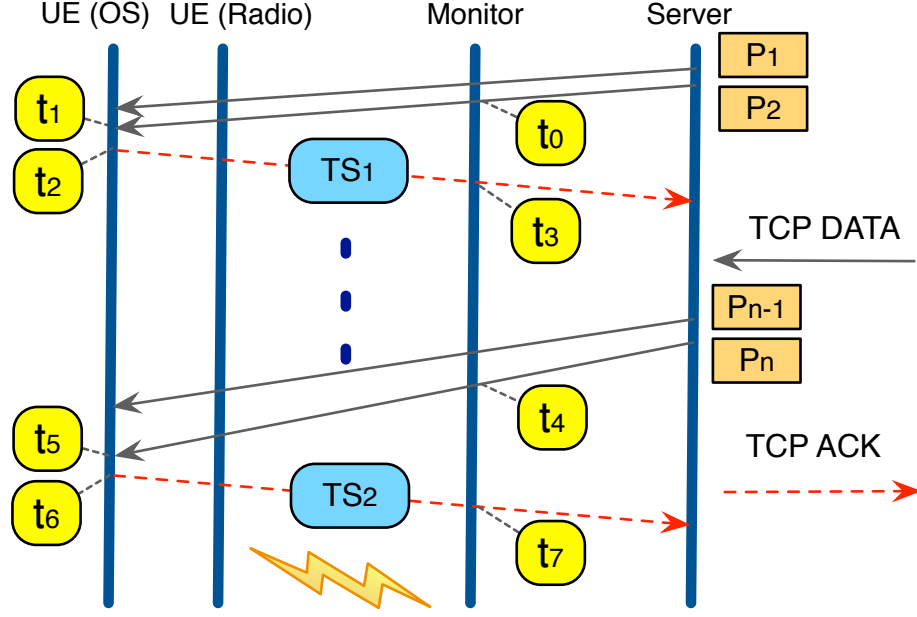 UE (OS) UE (Radio) Monitor Server
P1
t1
P2
t0
t2
TS1
t3
TCP DATA
Pn-1
Pn
t4
t5
TCP ACK
TS2
t6
t7